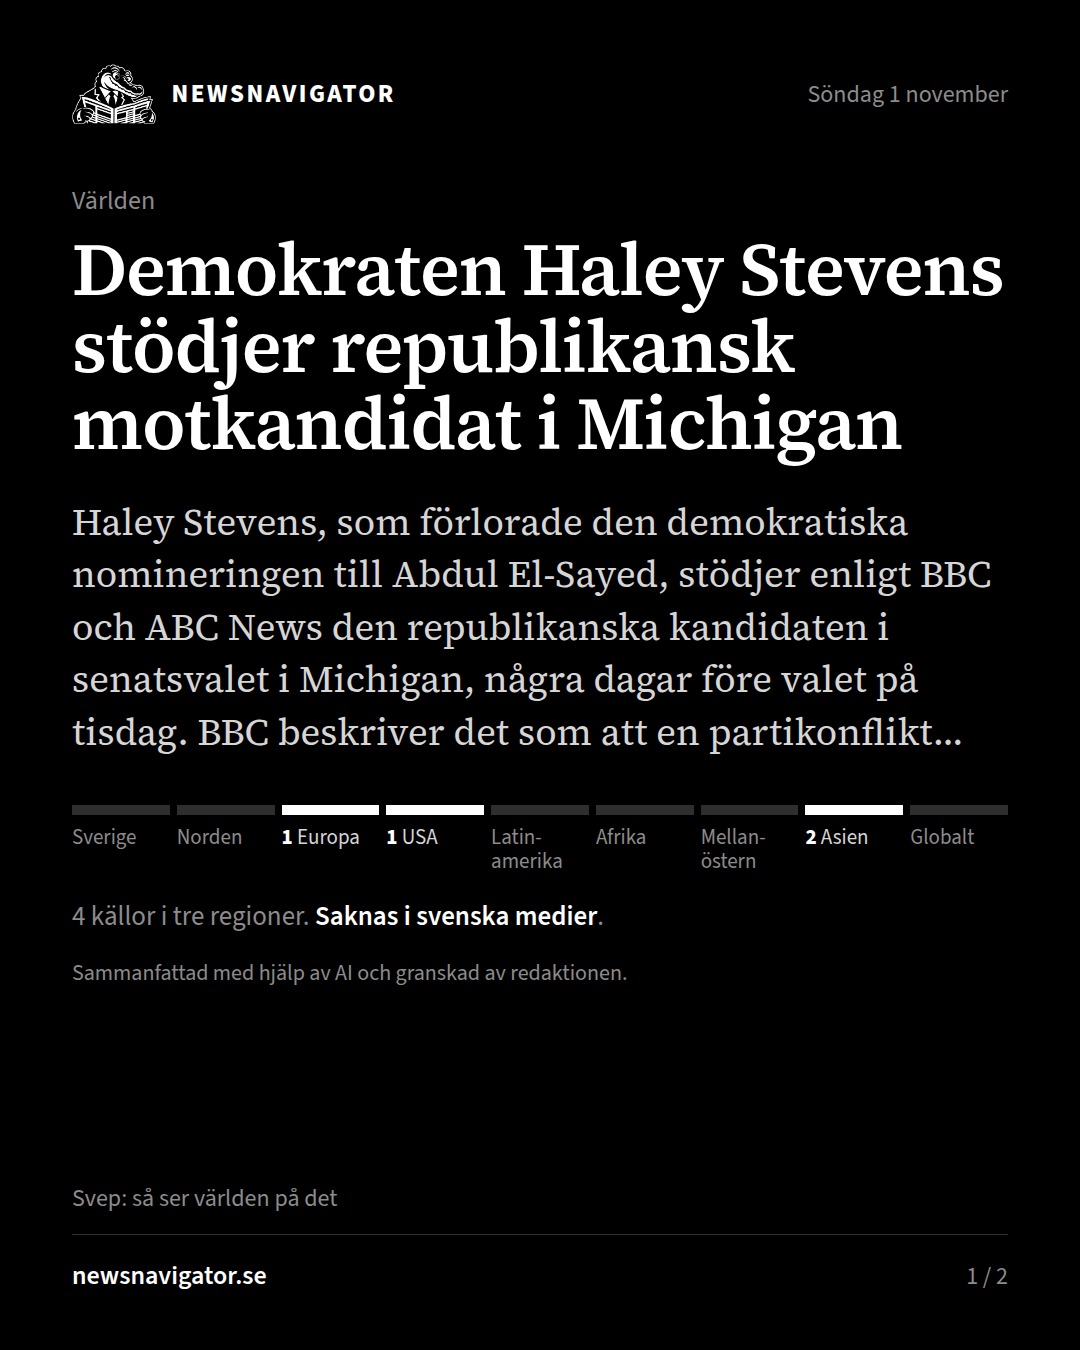 NEWSNAVIGATOR
Söndag 1 november
Världen
Demokraten Haley Stevens
stödjer republikansk
motkandidat i Michigan
Haley Stevens, som förlorade den demokratiska
nomineringen till Abdul El-Sayed, stödjer enligt BBC
och ABC News den republikanska kandidaten i
senatsvalet i Michigan, några dagar före valet på
tisdag. BBC beskriver det som att en partikonflikt...
Sverige
Norden
1 Europa
1 USA
Latin-
amerika
Afrika
Mellan-
östern
2 Asien
Globalt
4 källor i tre regioner. Saknas i svenska medier.
Sammanfattad med hjälp av AI och granskad av redaktionen.
Svep: så ser världen på det
newsnavigator.se
1 / 2